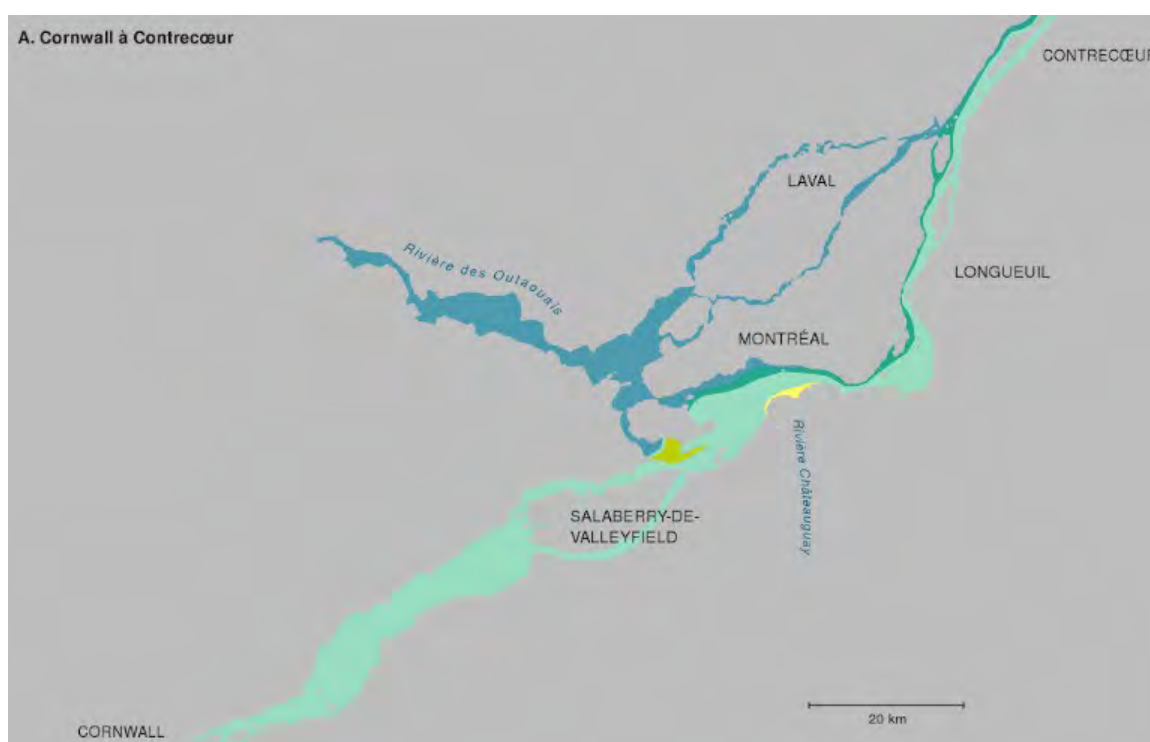 A. Cornwall à Contrecœur
CONTRECŒUR
LAVAL
Rivière des Outaouais
LONGUEUIL
MONTRÉAL
Rivière Châteauguay
SALABERRY-DE-
VALLEYFIELD
20 km
CORNWALL